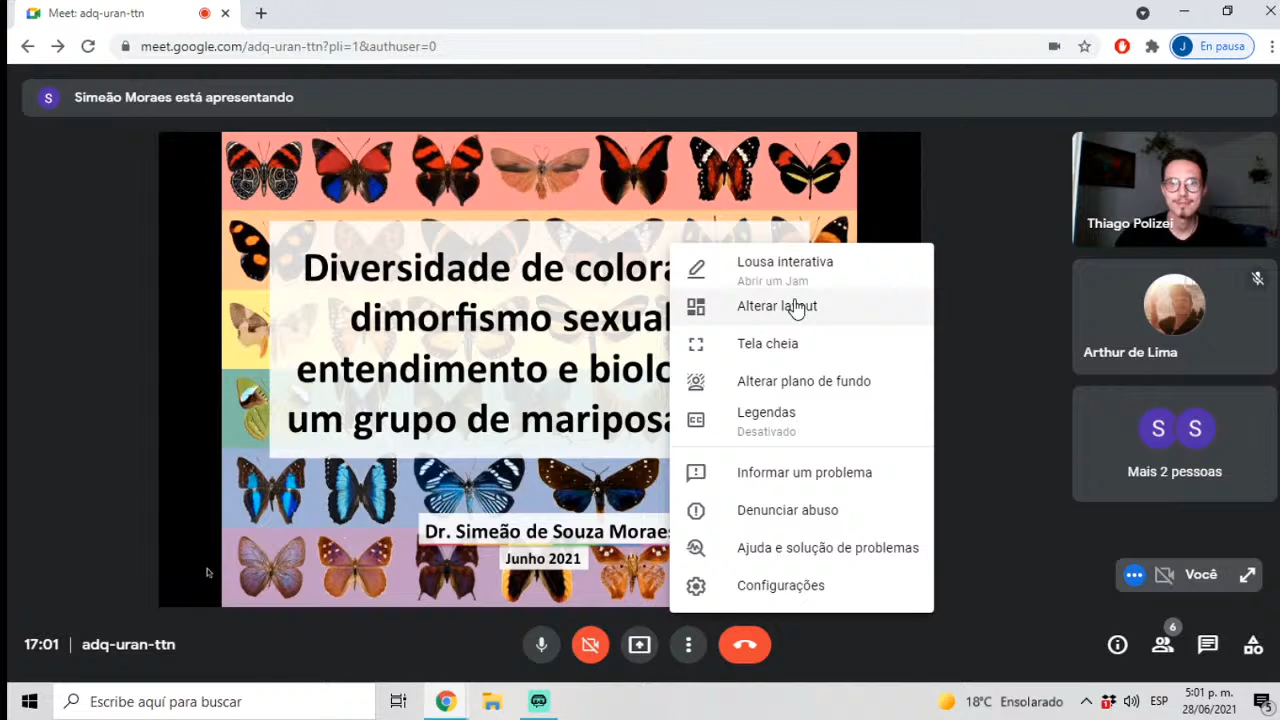 Meet: adq-uran-ttn
meet.google.com/adq-uran-ttn?pli=1&authuser=0
J
En pausa
S
Simeão Moraes está apresentando
Diversidade de color
dimorfismo sexual
entendimento e biolo
um grupo de mariposa
Dr. Simeão de Souza Moraes
Junho 2021
Lousa interativa
Abrir um Jam
Alterar layout
Tela cheia
Alterar plano de fundo
Legendas
Desativado
Informar um problema
Denunciar abuso
Ajuda e solução de problemas
Configurações
Thiago Polizei
Arthur de Lima
S S
Mais 2 pessoas
Você
17:01 | adq-uran-ttn
6
Escribe aquí para buscar
18°C Ensolarado
ESP
5:01 p. m.
28/06/2021
5